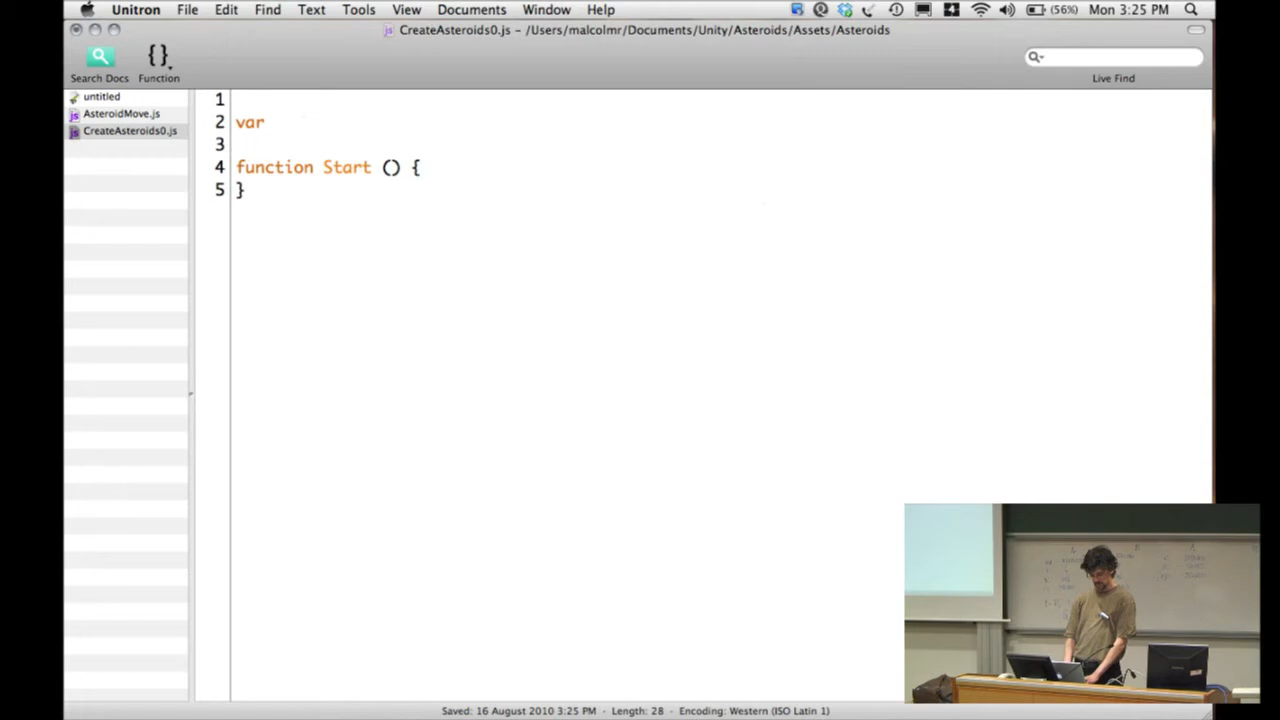 Unitron File Edit Find Text Tools View Documents Window Help (56%) Mon 3:25 PM
CreateAsteroids0.js – /Users/malcolmr/Documents/Unity/Asteroids/Assets/Asteroids
Search Docs Function Live Find
untitled
AsteroidMove.js
CreateAsteroids0.js
1
2 var
3
4 function Start () {
5 }
Saved: 16 August 2010 3:25 PM - Length: 28 - Encoding: Western (ISO Latin 1)